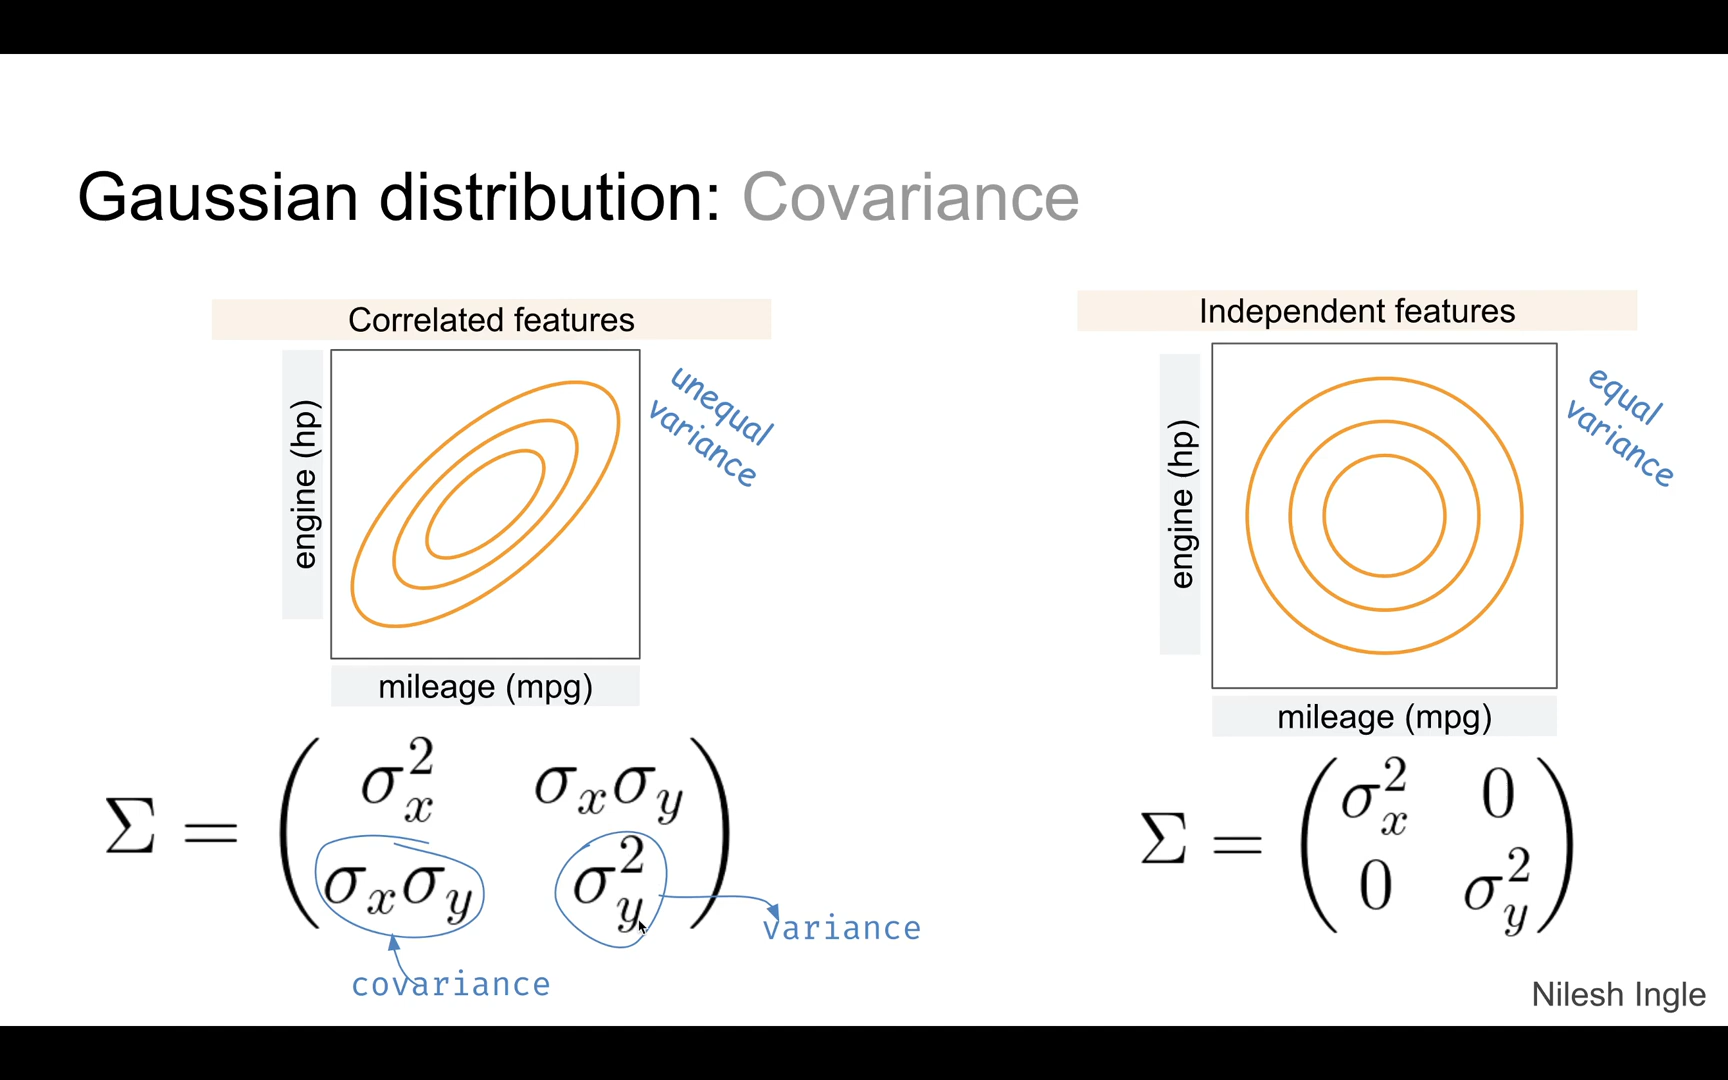 Gaussian distribution: Covariance
Correlated features
engine (hp)
unequal
variance
mileage (mpg)
Σ = ( σ_x^2 σ_xσ_y
σ_xσ_y σ_y^2 )
variance
covariance
Independent features
engine (hp)
equal
variance
mileage (mpg)
Σ = ( σ_x^2 0
0 σ_y^2 )
Nilesh Ingle